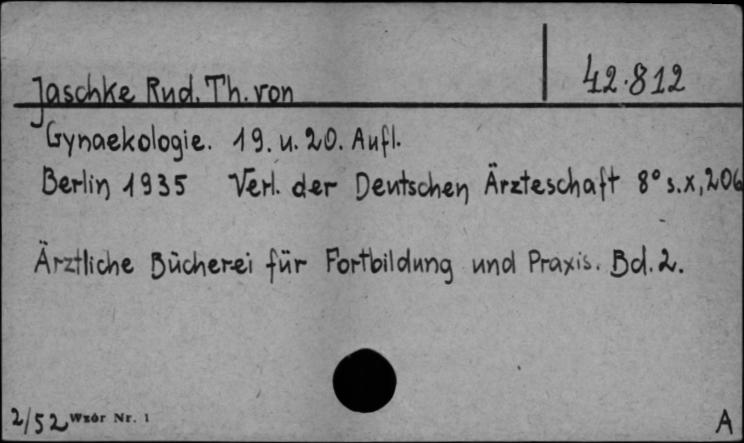 Jaschke Rud. Th. von 42.812
Gynaekologie. 19. u. 20. Aufl.
Berlin 1935 Verl. der Deutschen Ärzteschaft 8° s. x, 206
Ärztliche Bücherei für Fortbildung und Praxis. Bd. 2.
2/52 Wzór Nr. 1 A